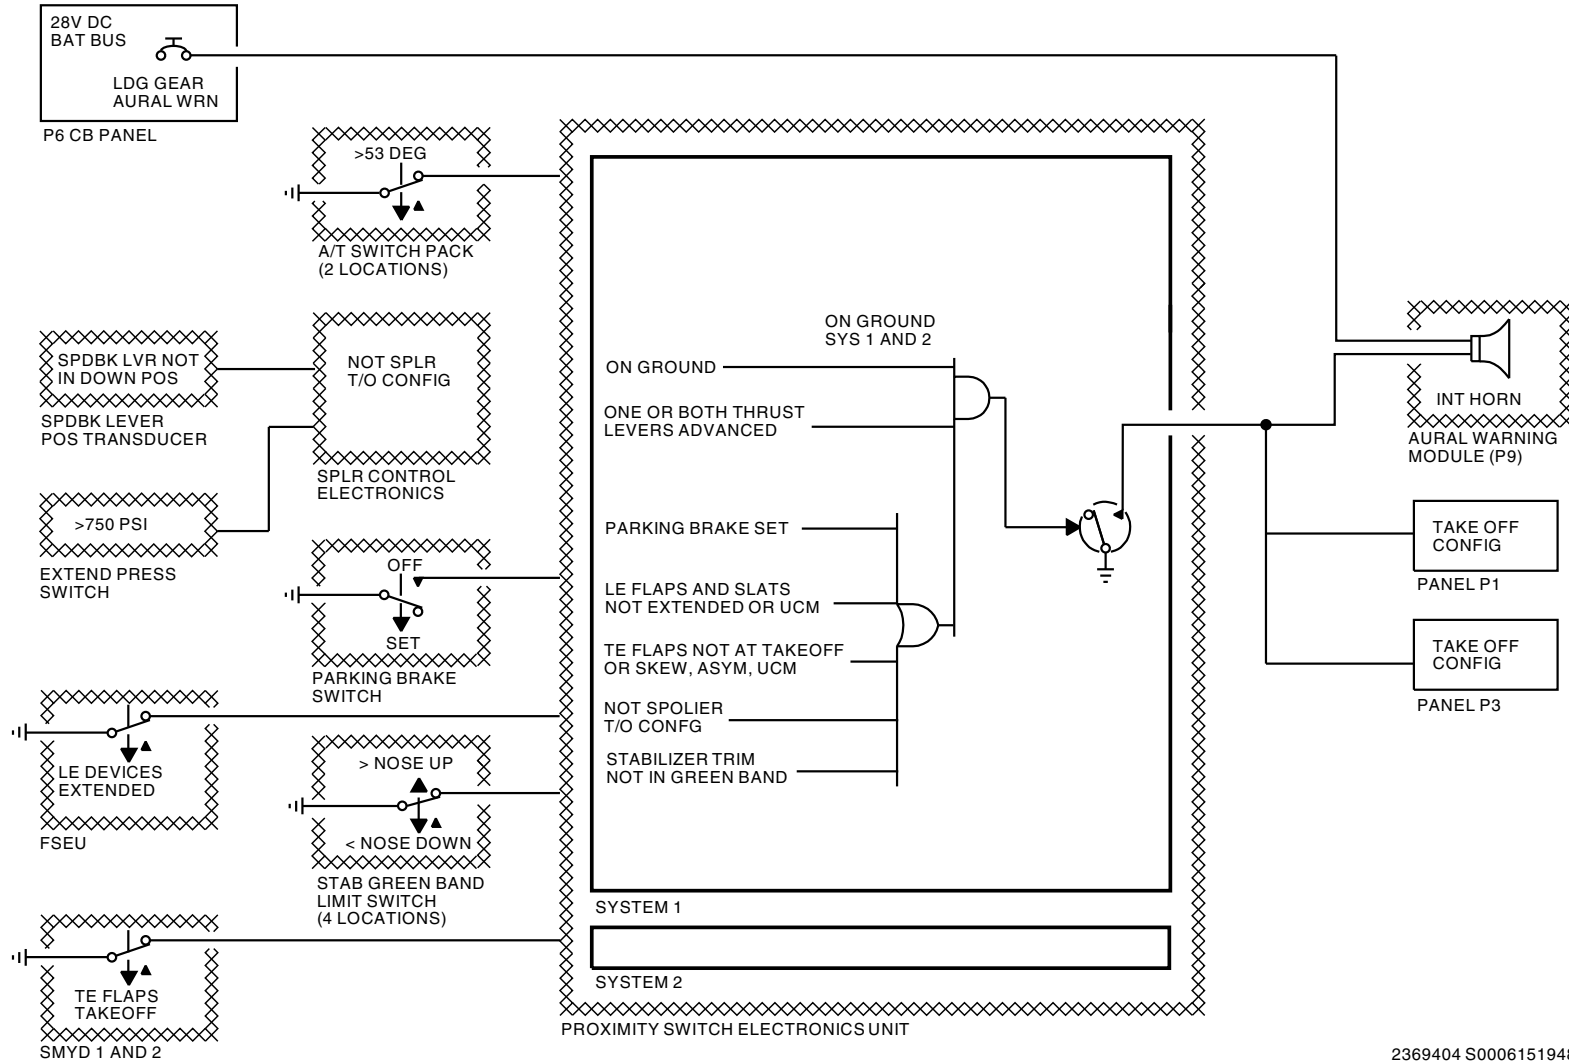 28V DC
BAT BUS
LDG GEAR
AURAL WRN
P6 CB PANEL
>53 DEG
A/T SWITCH PACK
(2 LOCATIONS)
SPDBK LVR NOT
IN DOWN POS
SPDBK LEVER
POS TRANSDUCER
NOT SPLR
T/O CONFIG
SPLR CONTROL
ELECTRONICS
>750 PSI
EXTEND PRESS
SWITCH
OFF
SET
PARKING BRAKE
SWITCH
LE DEVICES
EXTENDED
FSEU
> NOSE UP
< NOSE DOWN
STAB GREEN BAND
LIMIT SWITCH
(4 LOCATIONS)
TE FLAPS
TAKEOFF
SMYD 1 AND 2
ON GROUND
SYS 1 AND 2
ON GROUND
ONE OR BOTH THRUST
LEVERS ADVANCED
PARKING BRAKE SET
LE FLAPS AND SLATS
NOT EXTENDED OR UCM
TE FLAPS NOT AT TAKEOFF
OR SKEW, ASYM, UCM
NOT SPOLIER
T/O CONFG
STABILIZER TRIM
NOT IN GREEN BAND
SYSTEM 1
SYSTEM 2
PROXIMITY SWITCH ELECTRONICS UNIT
INT HORN
AURAL WARNING
MODULE (P9)
TAKE OFF
CONFIG
PANEL P1
TAKE OFF
CONFIG
PANEL P3
2369404 S0006151948